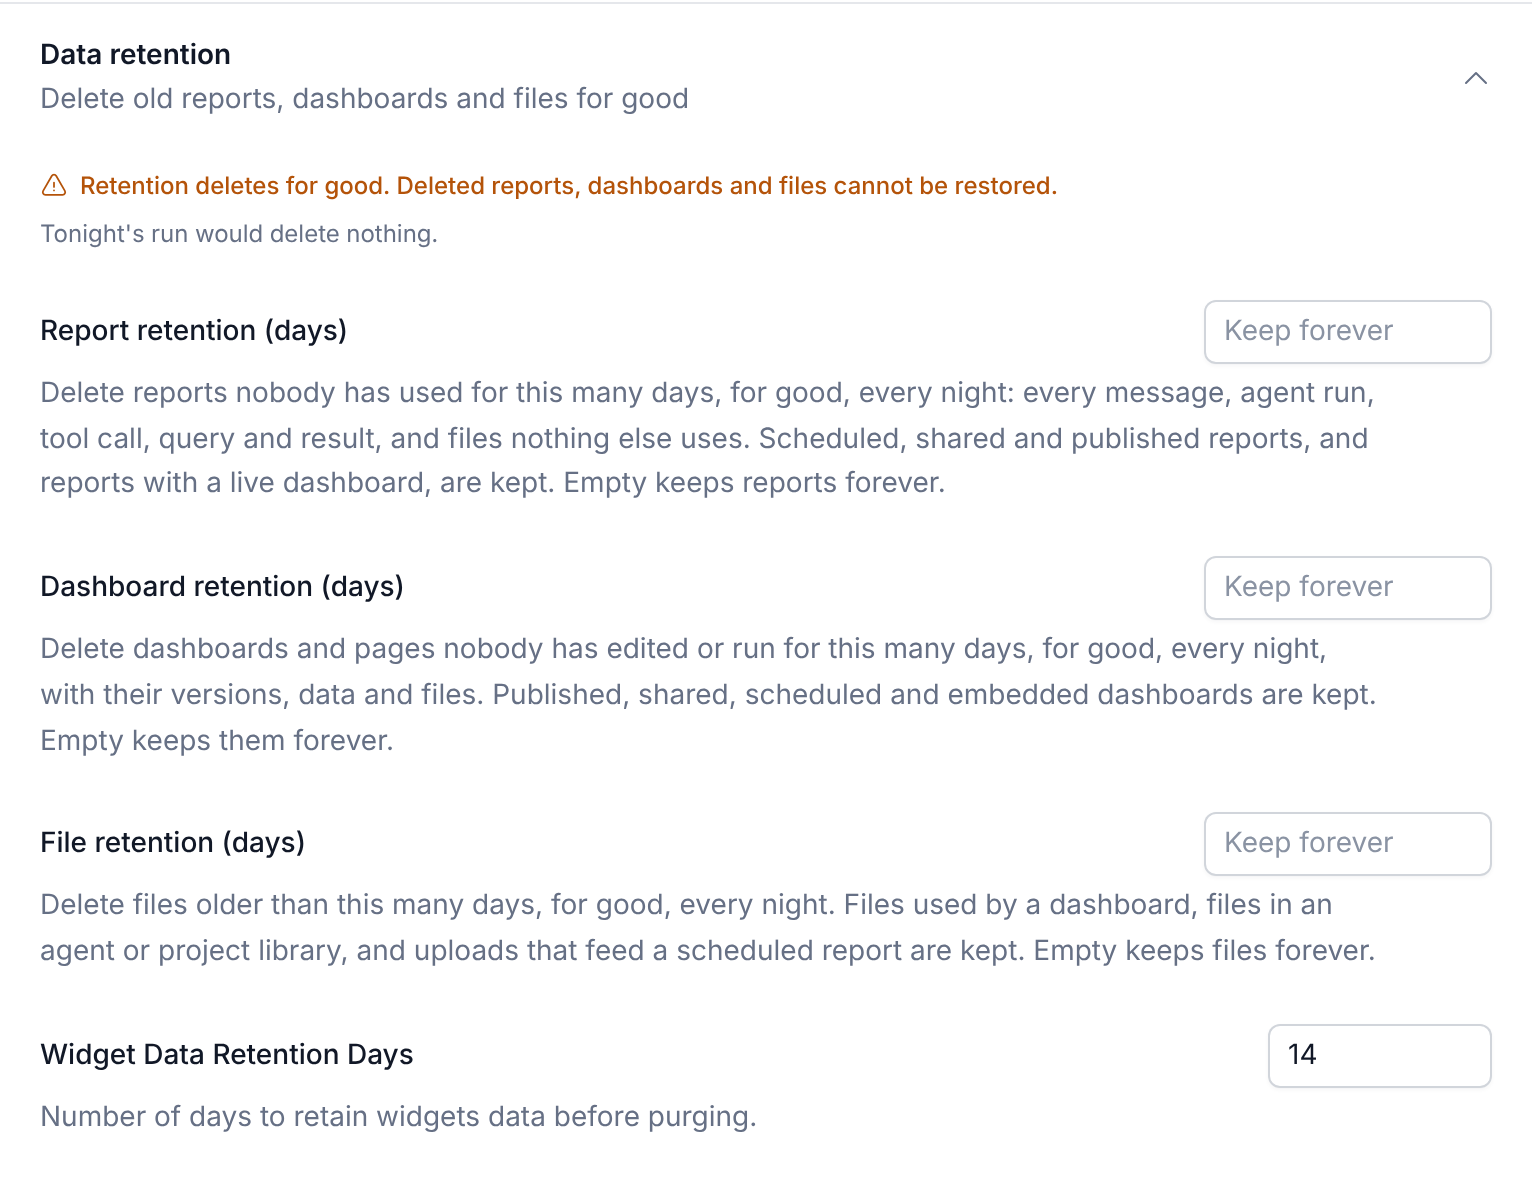 Data retention
Delete old reports, dashboards and files for good
Retention deletes for good. Deleted reports, dashboards and files cannot be restored.
Tonight's run would delete nothing.
Report retention (days)
Keep forever
Delete reports nobody has used for this many days, for good, every night: every message, agent run,
tool call, query and result, and files nothing else uses. Scheduled, shared and published reports, and
reports with a live dashboard, are kept. Empty keeps reports forever.
Dashboard retention (days)
Keep forever
Delete dashboards and pages nobody has edited or run for this many days, for good, every night,
with their versions, data and files. Published, shared, scheduled and embedded dashboards are kept.
Empty keeps them forever.
File retention (days)
Keep forever
Delete files older than this many days, for good, every night. Files used by a dashboard, files in an
agent or project library, and uploads that feed a scheduled report are kept. Empty keeps files forever.
Widget Data Retention Days
14
Number of days to retain widgets data before purging.